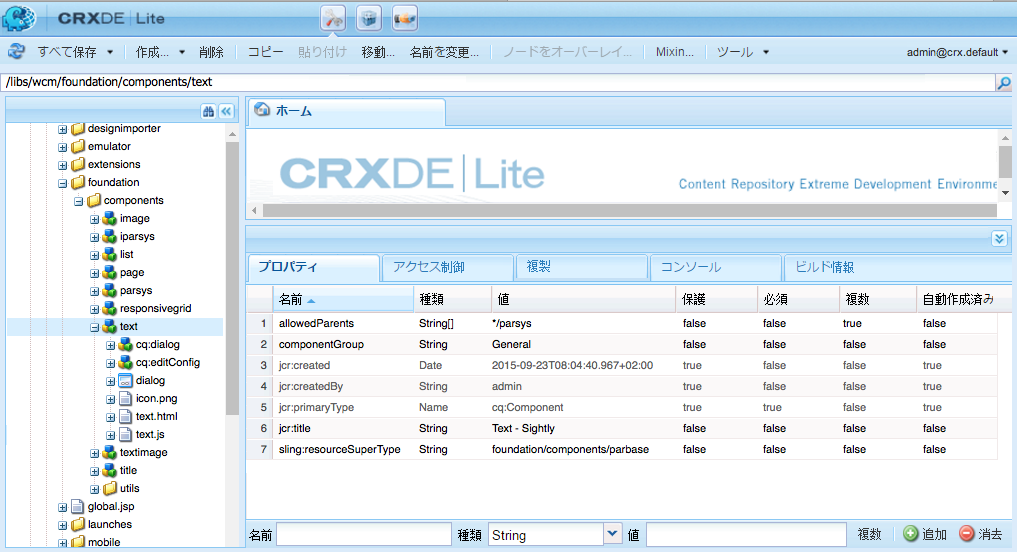 CRXDE | Lite
すべて保存 作成... 削除 コピー 貼り付け 移動... 名前を変更... ノードをオーバーレイ... Mixin... ツール admin@crx.default
/libs/wcm/foundation/components/text
designimporter
emulator
extensions
foundation
components
image
iparsys
list
page
parsys
responsivegrid
text
cq:dialog
cq:editConfig
dialog
icon.png
text.html
text.js
textimage
title
utils
global.jsp
launches
mobile
ホーム
CRXDE | Lite
Content Repository Extreme Development Environme
プロパティ アクセス制御 複製 コンソール ビルド情報
名前 種類 値 保護 必須 複数 自動作成済み
1 allowedParents String[] */parsys false false true false
2 componentGroup String General false false false false
3 jcr:created Date 2015-09-23T08:04:40.967+02:00 true false false true
4 jcr:createdBy String admin true false false true
5 jcr:primaryType Name cq:Component true true false true
6 jcr:title String Text - Sightly false false false false
7 sling:resourceSuperType String foundation/components/parbase false false false false
名前 種類 String 値 複数 追加 消去